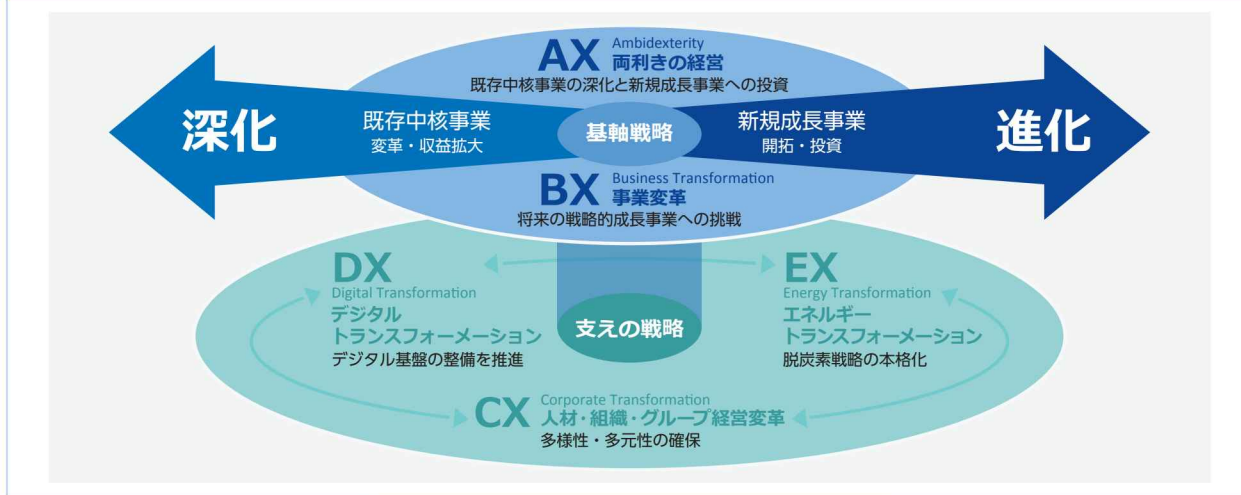 AX Ambidexterity
両利きの経営
既存中核事業の深化と新規成長事業への投資
深化
既存中核事業
変革・収益拡大
基軸戦略
新規成長事業
開拓・投資
進化
BX Business Transformation
事業変革
将来の戦略的成長事業への挑戦
DX
Digital Transformation
デジタル
トランスフォーメーション
デジタル基盤の整備を推進
支えの戦略
EX
Energy Transformation
エネルギー
トランスフォーメーション
脱炭素戦略の本格化
CX Corporate Transformation
人材・組織・グループ経営変革
多様性・多元性の確保